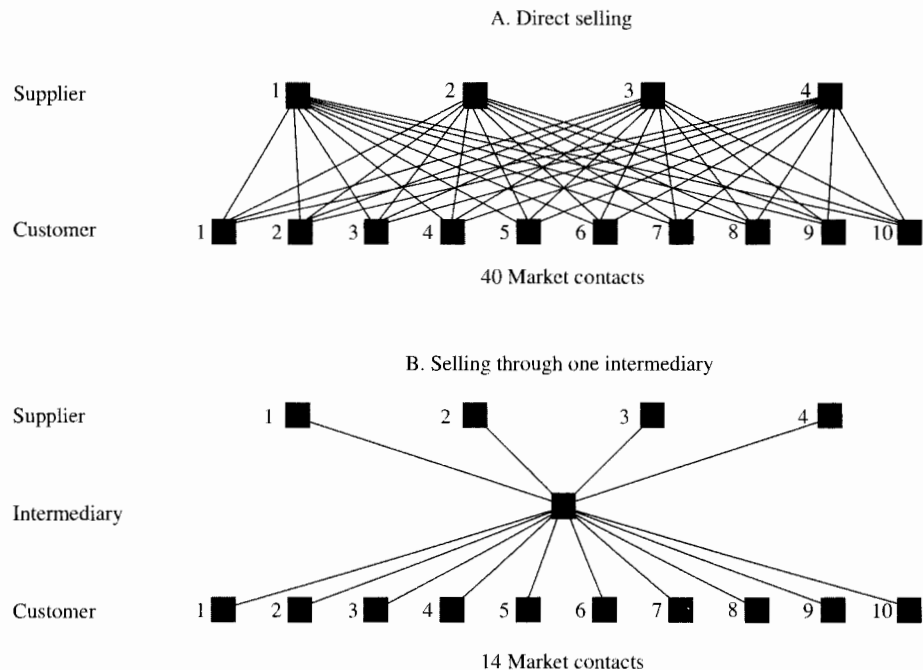 A. Direct selling
Supplier 1 2 3 4
Customer 1 2 3 4 5 6 7 8 9 10
40 Market contacts
B. Selling through one intermediary
Supplier 1 2 3 4
Intermediary
Customer 1 2 3 4 5 6 7 8 9 10
14 Market contacts